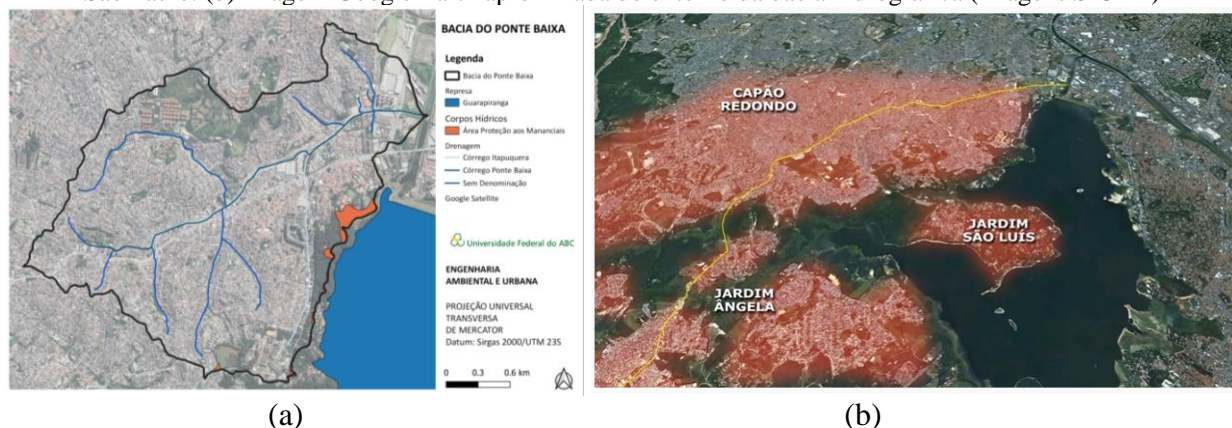 BACIA DO PONTE BAIXA
Legenda
Bacia do Ponte Baixa
Represa
Guarapiranga
Corpos Hídricos
Área Proteção aos Mananciais
Drenagem
Córrego Itapuquera
Córrego Ponte Baixa
Sem Denominação
Google Satellite
Universidade Federal do ABC
ENGENHARIA
AMBIENTAL E URBANA
PROJEÇÃO UNIVERSAL
TRANSVERSA
DE MERCATOR
Datum: Sirgas 2000/UTM 23S
0 0.3 0.6 km
CAPÃO
REDONDO
JARDIM
SÃO LUÍS
JARDIM
ÂNGELA
(a)
(b)